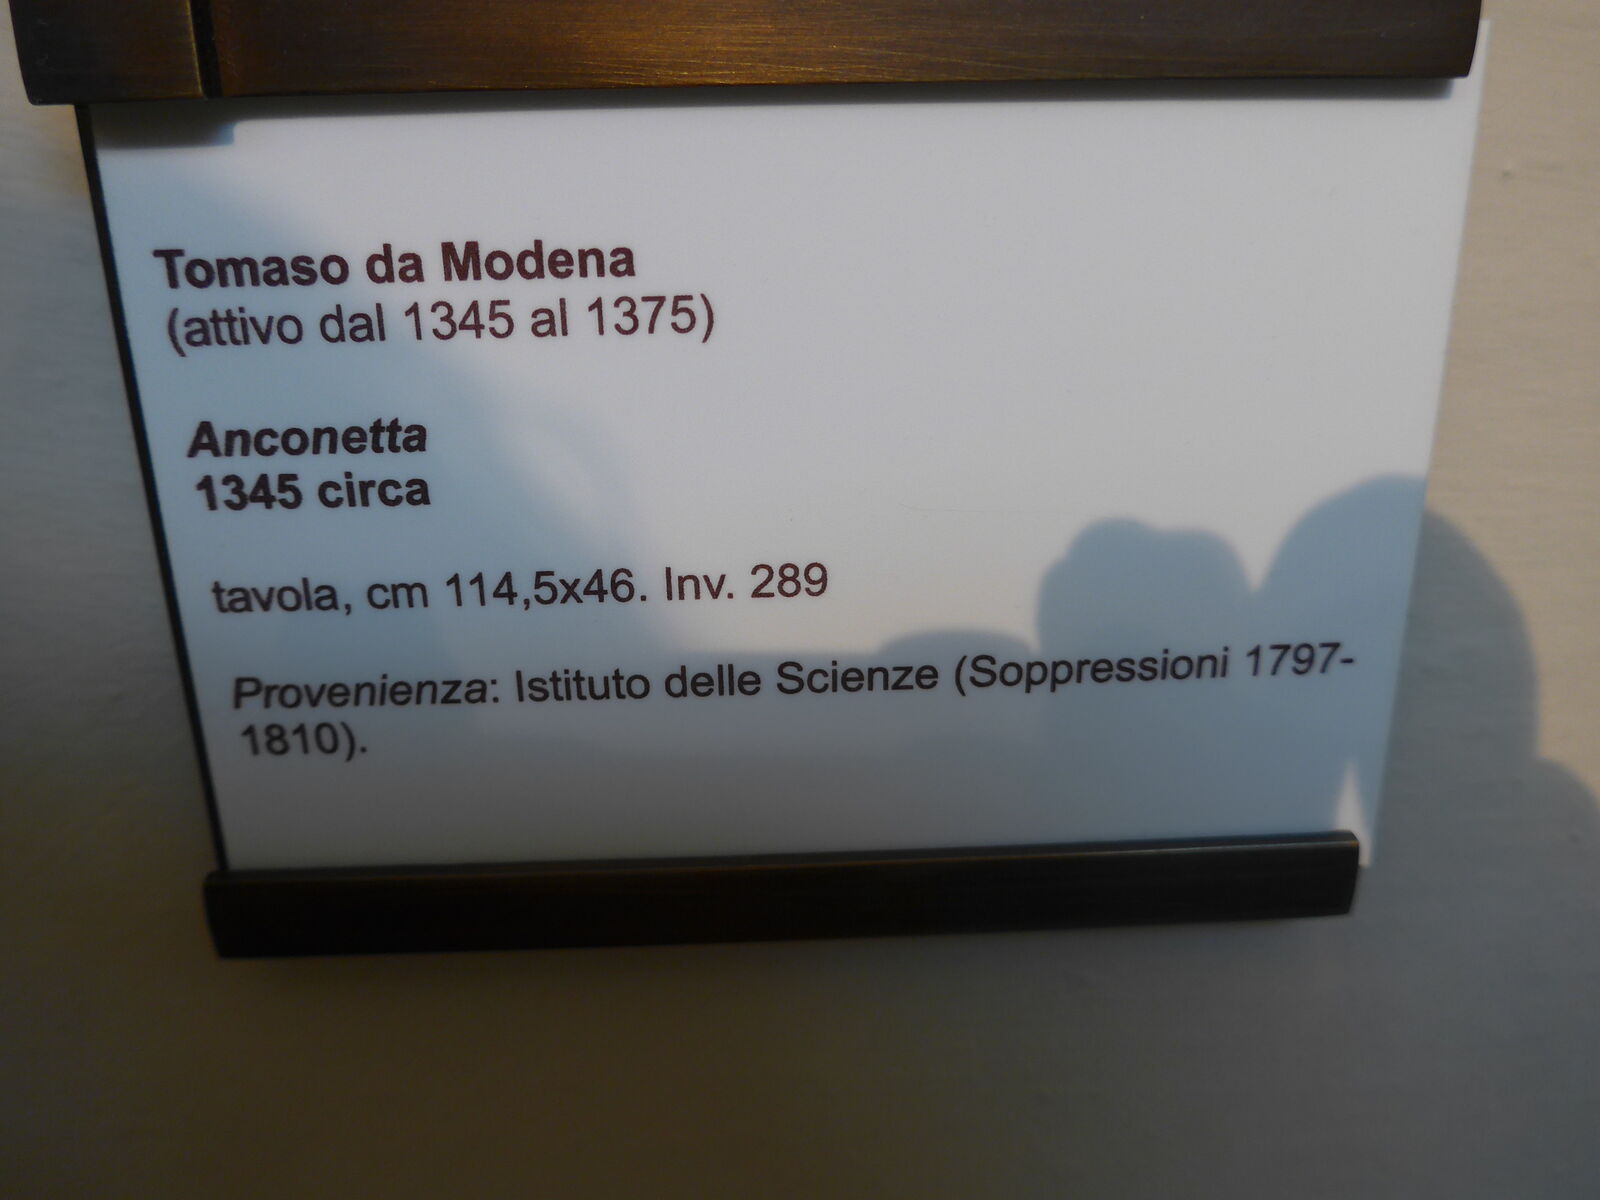 Tomaso da Modena
(attivo dal 1345 al 1375)
Anconetta
1345 circa
tavola, cm 114,5x46. Inv. 289
Provenienza: Istituto delle Scienze (Soppressioni 1797-
1810).